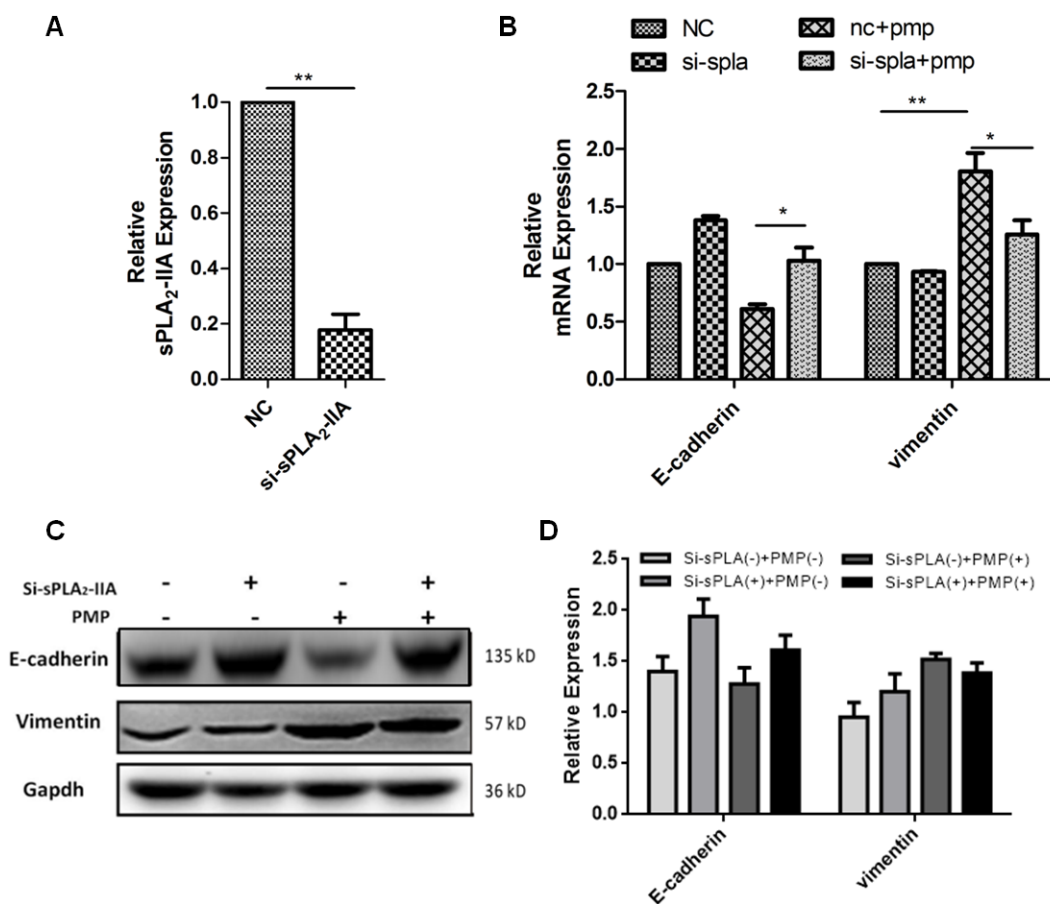 A
**
Relative
sPLA₂-IIA Expression
1.0
0.8
0.6
0.4
0.2
0.0
NC
si-sPLA₂-IIA
B
NC
nc+pmp
si-spla
si-spla+pmp
Relative
mRNA Expression
2.5
2.0
1.5
1.0
0.5
0.0
*
**
*
E-cadherin
vimentin
C
Si-sPLA₂-IIA - + - +
PMP - - + +
E-cadherin 135 kD
Vimentin 57 kD
Gapdh 36 kD
D
Si-sPLA(-)+PMP(-)
Si-sPLA(-)+PMP(+)
Si-sPLA(+)+PMP(-)
Si-sPLA(+)+PMP(+)
Relative Expression
2.5
2.0
1.5
1.0
0.5
0.0
E-cadherin
vimentin